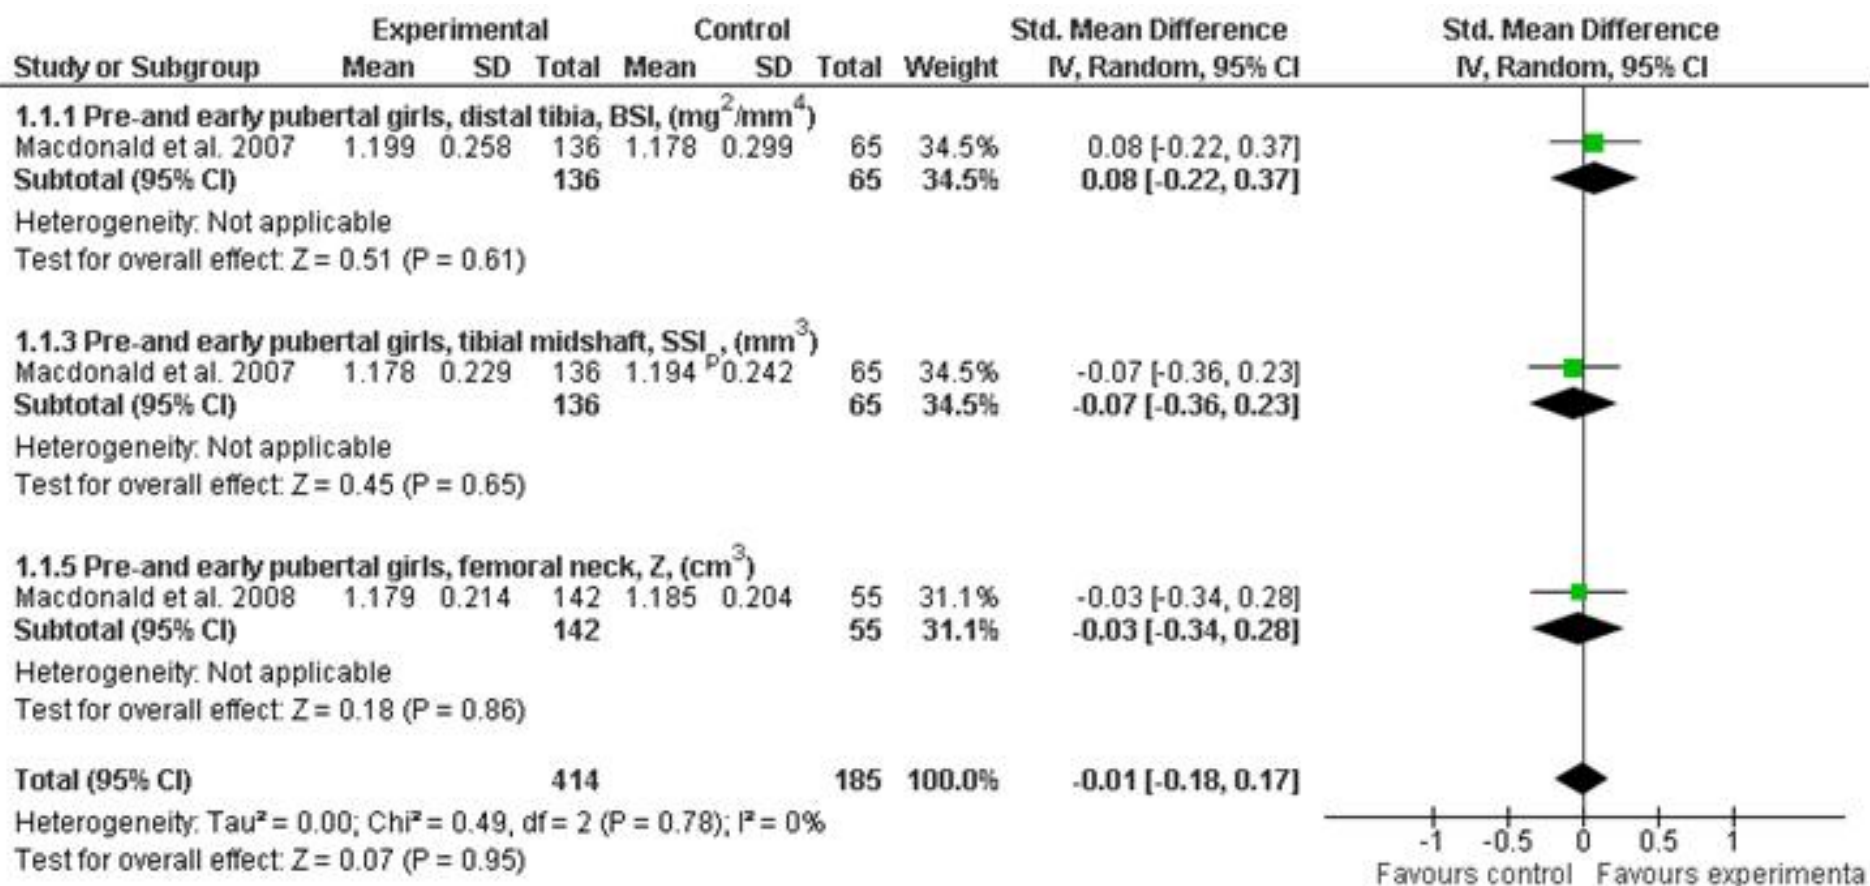 Experimental Control Std. Mean Difference Std. Mean Difference
Study or Subgroup Mean SD Total Mean SD Total Weight IV, Random, 95% CI IV, Random, 95% CI
1.1.1 Pre-and early pubertal girls, distal tibia, BSI, (mg²/mm⁴)
Macdonald et al. 2007 1.199 0.258 136 1.178 0.299 65 34.5% 0.08 [-0.22, 0.37]
Subtotal (95% CI) 136 65 34.5% 0.08 [-0.22, 0.37]
Heterogeneity: Not applicable
Test for overall effect: Z = 0.51 (P = 0.61)
1.1.3 Pre-and early pubertal girls, tibial midshaft, SSIₚ, (mm³)
Macdonald et al. 2007 1.178 0.229 136 1.194 0.242 65 34.5% -0.07 [-0.36, 0.23]
Subtotal (95% CI) 136 65 34.5% -0.07 [-0.36, 0.23]
Heterogeneity: Not applicable
Test for overall effect: Z = 0.45 (P = 0.65)
1.1.5 Pre-and early pubertal girls, femoral neck, Z, (cm³)
Macdonald et al. 2008 1.179 0.214 142 1.185 0.204 55 31.1% -0.03 [-0.34, 0.28]
Subtotal (95% CI) 142 55 31.1% -0.03 [-0.34, 0.28]
Heterogeneity: Not applicable
Test for overall effect: Z = 0.18 (P = 0.86)
Total (95% CI) 414 185 100.0% -0.01 [-0.18, 0.17]
Heterogeneity: Tau² = 0.00; Chi² = 0.49, df = 2 (P = 0.78); I² = 0%
Test for overall effect: Z = 0.07 (P = 0.95)
-1 -0.5 0 0.5 1
Favours control Favours experimenta